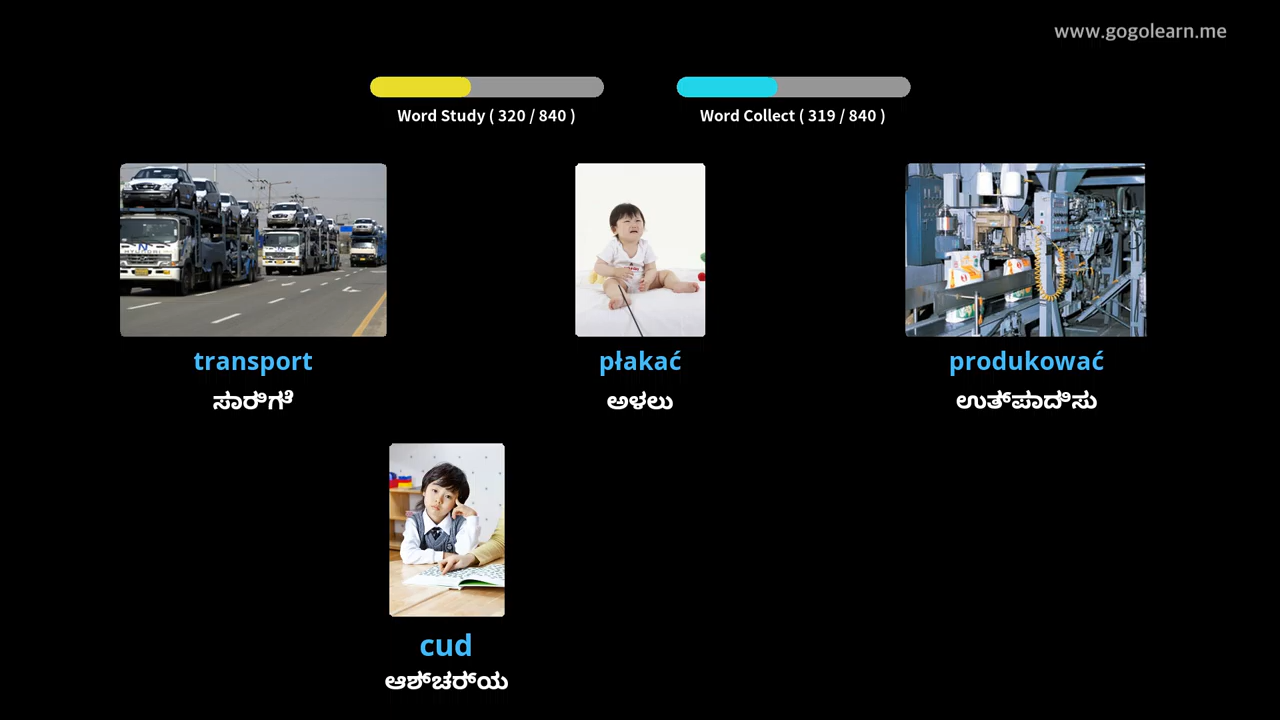 www.gogolearn.me
Word Study ( 320 / 840 )
Word Collect ( 319 / 840 )
transport
ಸಾರಿಗೆ
płakać
ಅಳಲು
produkować
ಉತ್ಪಾದಿಸು
cud
ಆಶ್ಚರ್ಯ